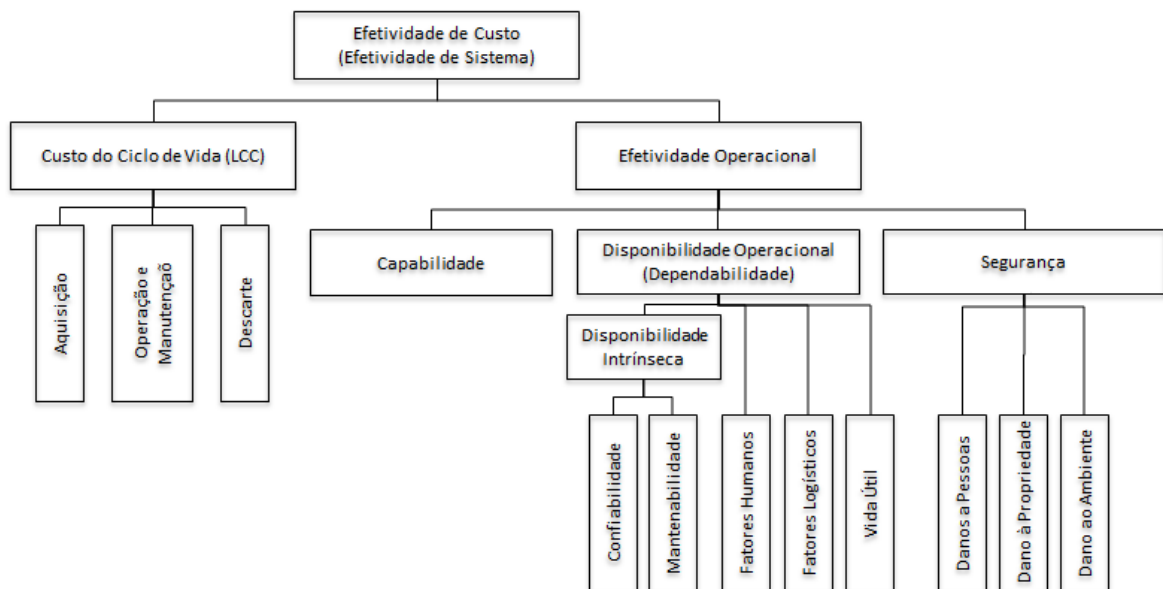 Efetividade de Custo
(Efetividade de Sistema)
Custo do Ciclo de Vida (LCC)
Efetividade Operacional
Aquisição
Operação e
Manutençaõ
Descarte
Capabilidade
Disponibilidade Operacional
(Dependabilidade)
Segurança
Disponibilidade
Intrínseca
Confiabilidade
Mantenabilidade
Fatores Humanos
Fatores Logísticos
Vida Útil
Danos a Pessoas
Dano à Propriedade
Dano ao Ambiente